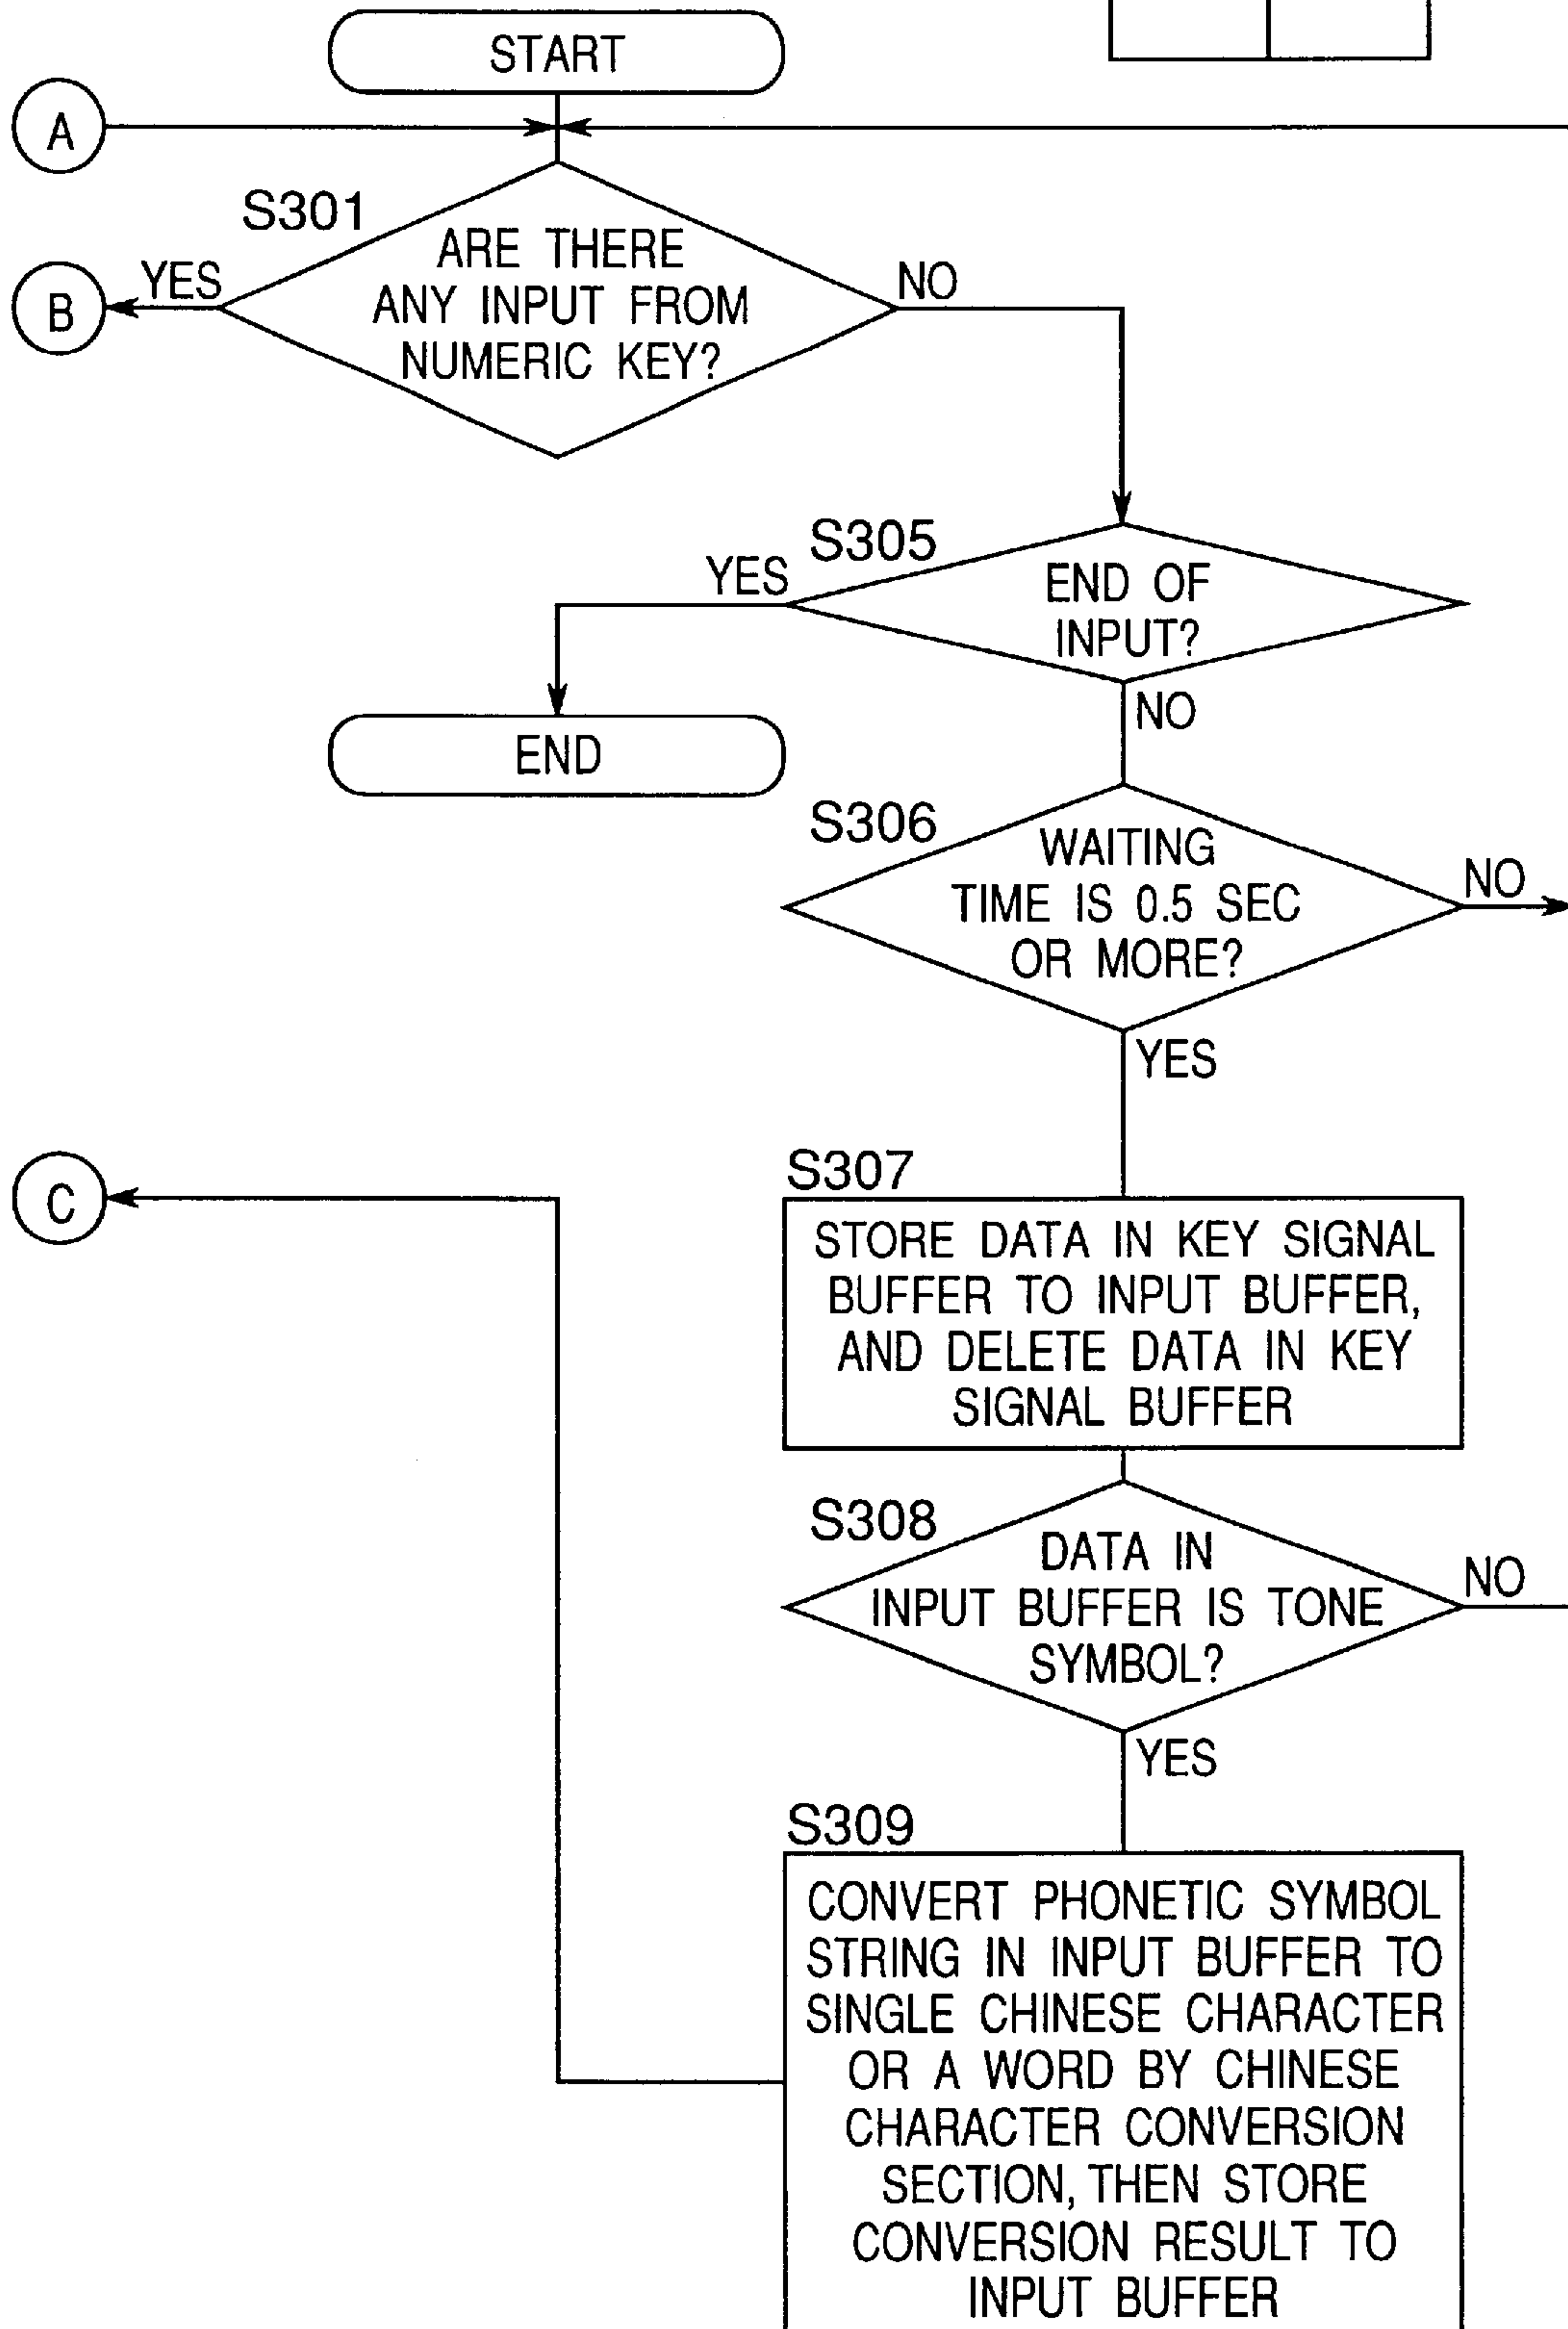 START
A
S301
ARE THERE
ANY INPUT FROM
NUMERIC KEY?
YES
NO
B
S305
END OF
INPUT?
YES
NO
END
S306
WAITING
TIME IS 0.5 SEC
OR MORE?
NO
YES
C
S307
STORE DATA IN KEY SIGNAL
BUFFER TO INPUT BUFFER,
AND DELETE DATA IN KEY
SIGNAL BUFFER
S308
DATA IN
INPUT BUFFER IS TONE
SYMBOL?
NO
YES
S309
CONVERT PHONETIC SYMBOL
STRING IN INPUT BUFFER TO
SINGLE CHINESE CHARACTER
OR A WORD BY CHINESE
CHARACTER CONVERSION
SECTION, THEN STORE
CONVERSION RESULT TO
INPUT BUFFER